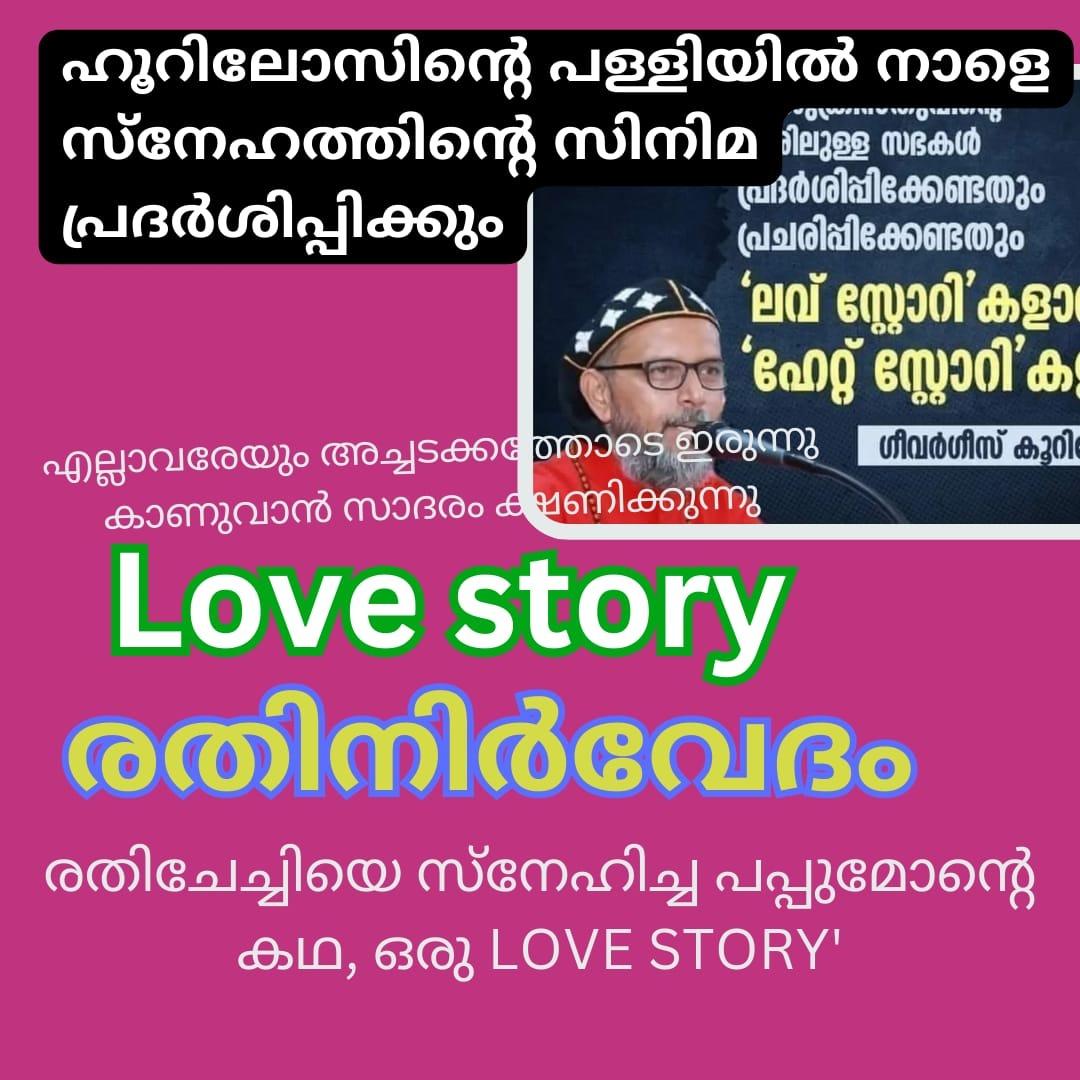 ഹൂറിലോസിന്റെ പള്ളിയിൽ നാളെ
സ്നേഹത്തിന്റെ സിനിമ
പ്രദർശിപ്പിക്കും
സഭകൾ
പ്രദർശിപ്പിക്കേണ്ടതും
പ്രചരിപ്പിക്കേണ്ടതും
‘ലവ് സ്റ്റോറി’
‘ഹേറ്റ് സ്റ്റോറി’
ഗീവർഗീസ്
എല്ലാവരേയും അച്ചടക്കത്തോടെ ഇരുന്നു
കാണുവാൻ സാദരം ക്ഷണിക്കുന്നു
Love story
രതിനിർവേദം
രതിചേച്ചിയെ സ്നേഹിച്ച പപ്പുമോന്റെ
കഥ, ഒരു LOVE STORY'